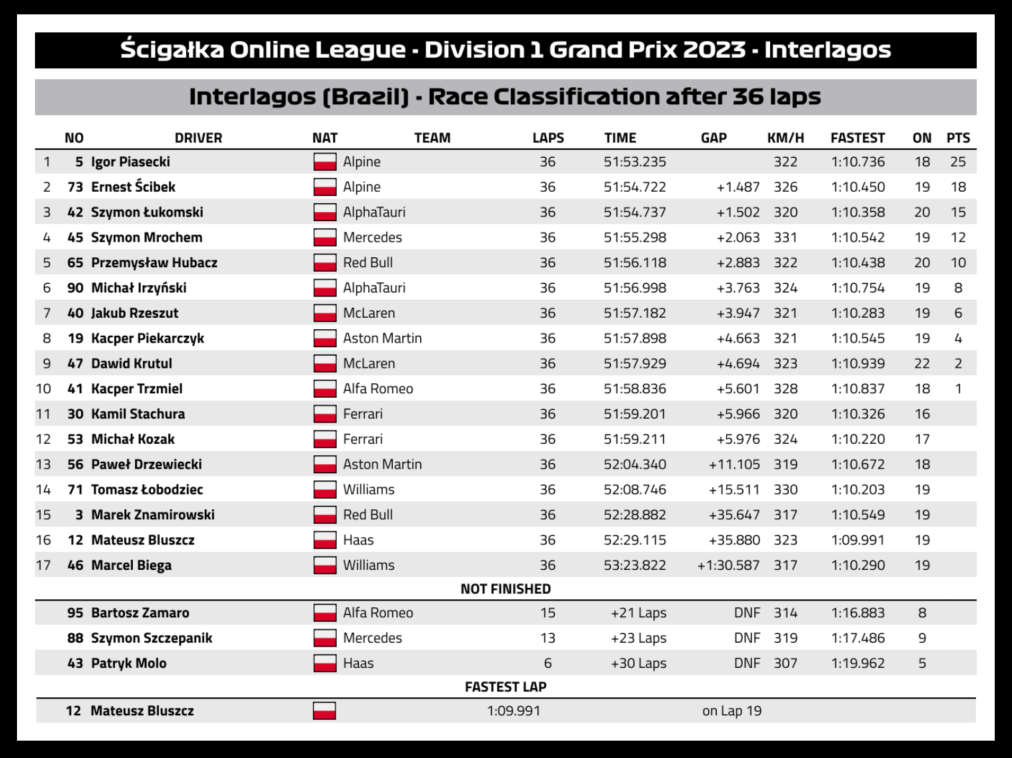 Ścigałka Online League - Division 1 Grand Prix 2023 - Interlagos
Interlagos (Brazil) - Race Classification after 36 laps
NO DRIVER NAT TEAM LAPS TIME GAP KM/H FASTEST ON PTS
1 5 Igor Piasecki Alpine 36 51:53.235 322 1:10.736 18 25
2 73 Ernest Ścibek Alpine 36 51:54.722 +1.487 326 1:10.450 19 18
3 42 Szymon Łukomski AlphaTauri 36 51:54.737 +1.502 320 1:10.358 20 15
4 45 Szymon Mrochem Mercedes 36 51:55.298 +2.063 331 1:10.542 19 12
5 65 Przemysław Hubacz Red Bull 36 51:56.118 +2.883 322 1:10.438 20 10
6 90 Michał Irzyński AlphaTauri 36 51:56.998 +3.763 324 1:10.754 19 8
7 40 Jakub Rzeszut McLaren 36 51:57.182 +3.947 321 1:10.283 19 6
8 19 Kacper Piekarczyk Aston Martin 36 51:57.898 +4.663 321 1:10.545 19 4
9 47 Dawid Krutul McLaren 36 51:57.929 +4.694 323 1:10.939 22 2
10 41 Kacper Trzmiel Alfa Romeo 36 51:58.836 +5.601 328 1:10.837 18 1
11 30 Kamil Stachura Ferrari 36 51:59.201 +5.966 320 1:10.326 16
12 53 Michał Kozak Ferrari 36 51:59.211 +5.976 324 1:10.220 17
13 56 Paweł Drzewiecki Aston Martin 36 52:04.340 +11.105 319 1:10.672 18
14 71 Tomasz Łobodziec Williams 36 52:08.746 +15.511 330 1:10.203 19
15 3 Marek Znamirowski Red Bull 36 52:28.882 +35.647 317 1:10.549 19
16 12 Mateusz Bluszcz Haas 36 52:29.115 +35.880 323 1:09.991 19
17 46 Marcel Biega Williams 36 53:23.822 +1:30.587 317 1:10.290 19
NOT FINISHED
95 Bartosz Zamaro Alfa Romeo 15 +21 Laps DNF 314 1:16.883 8
88 Szymon Szczepanik Mercedes 13 +23 Laps DNF 319 1:17.486 9
43 Patryk Molo Haas 6 +30 Laps DNF 307 1:19.962 5
FASTEST LAP
12 Mateusz Bluszcz 1:09.991 on Lap 19